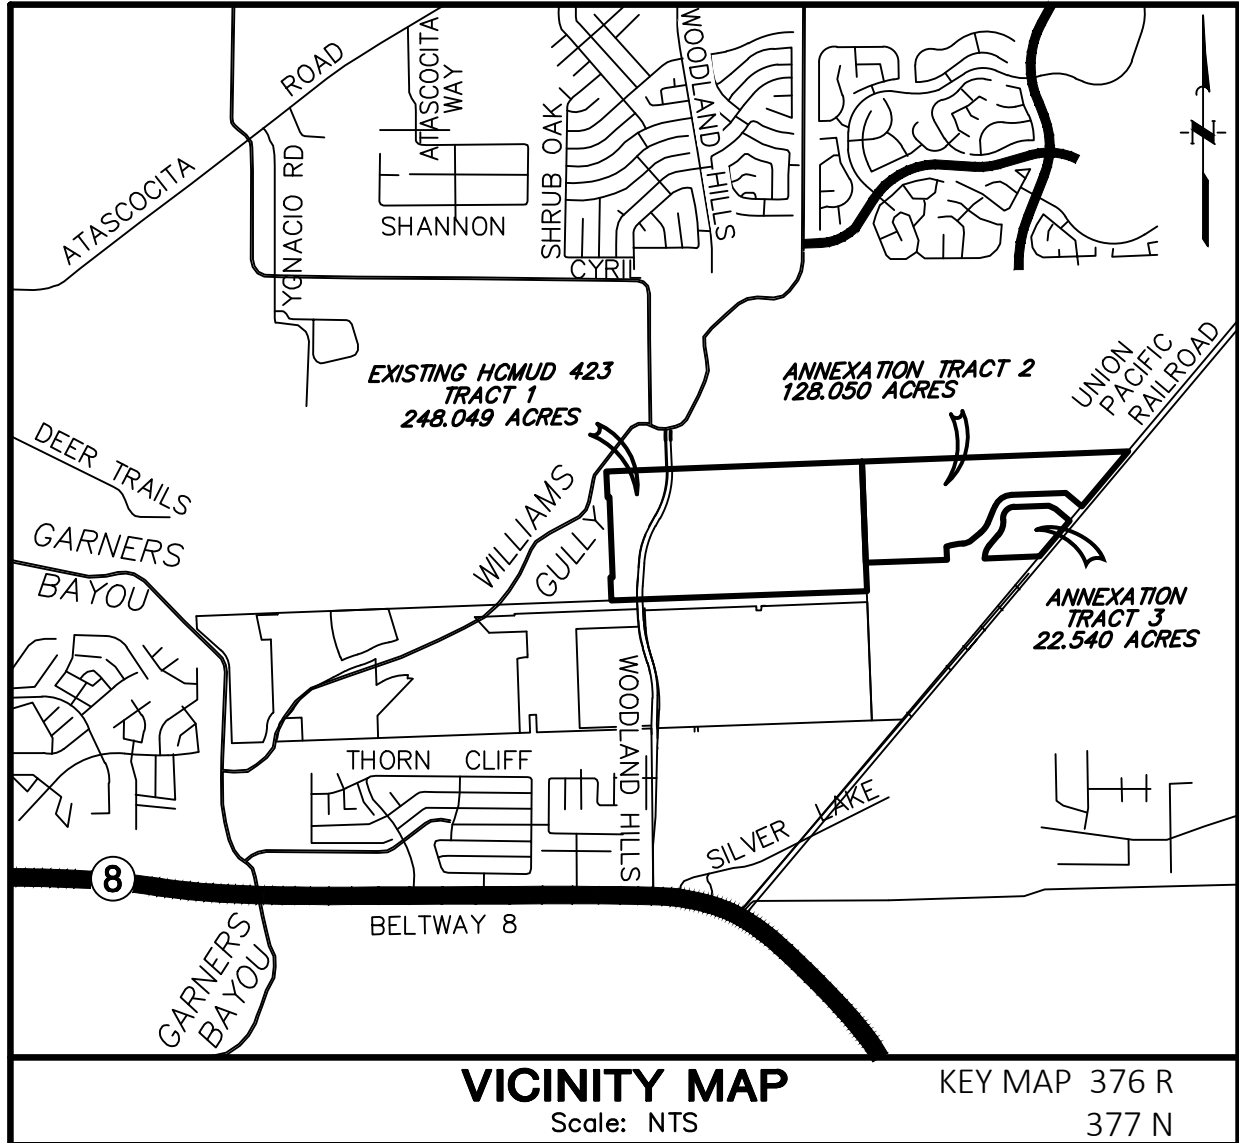 ATASCOCITA
ROAD
ATASCOCITA
WAY
WOODLAND HILLS
YGNACIO RD
SHRUB OAK
SHANNON
CYRIL
N
EXISTING HCMUD 423
TRACT 1
248.049 ACRES
ANNEXATION TRACT 2
128.050 ACRES
UNION
PACIFIC
RAILROAD
DEER TRAILS
GARNERS
BAYOU
WILLIAMS
GULLY
ANNEXATION
TRACT 3
22.540 ACRES
WOODLAND HILLS
THORN CLIFF
SILVER LAKE
8
BELTWAY 8
GARNERS
BAYOU
VICINITY MAP
Scale: NTS
KEY MAP 376 R
377 N